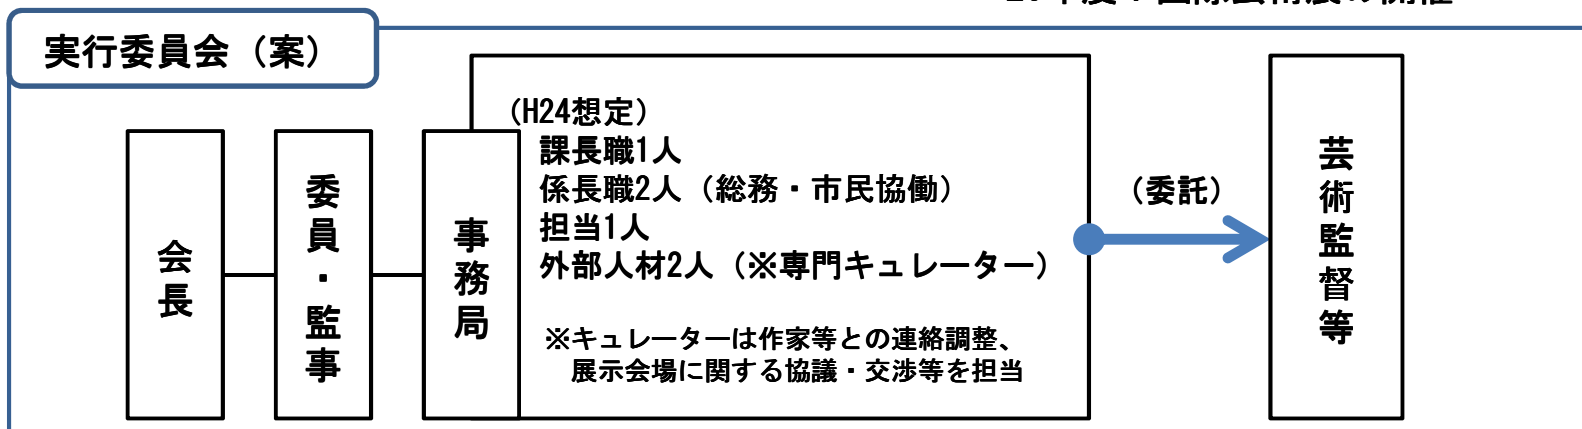 実行委員会（案）
会長
委員・監事
事務局
（H24想定）
課長職1人
係長職2人（総務・市民協働）
担当1人
外部人材2人（※専門キュレーター）
※キュレーターは作家等との連絡調整、
展示会場に関する協議・交渉等を担当
（委託）
芸術監督等